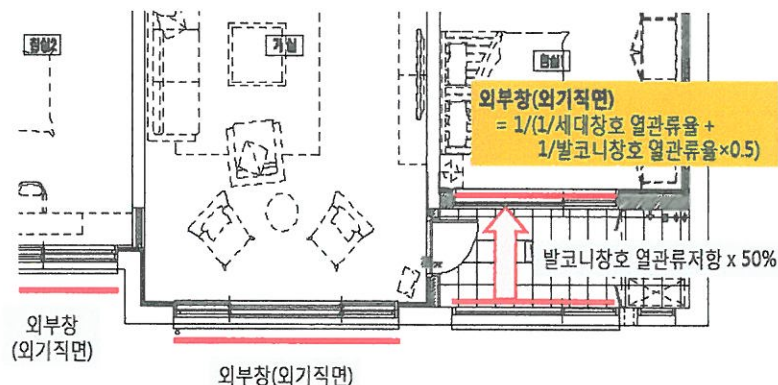 침실2
거실
침실
외부창(외기직면)
= 1/(1/세대창호 열관류율 +
1/발코니창호 열관류율×0.5)
발코니창호 열관류저항 x 50%
외부창
(외기직면)
외부창(외기직면)